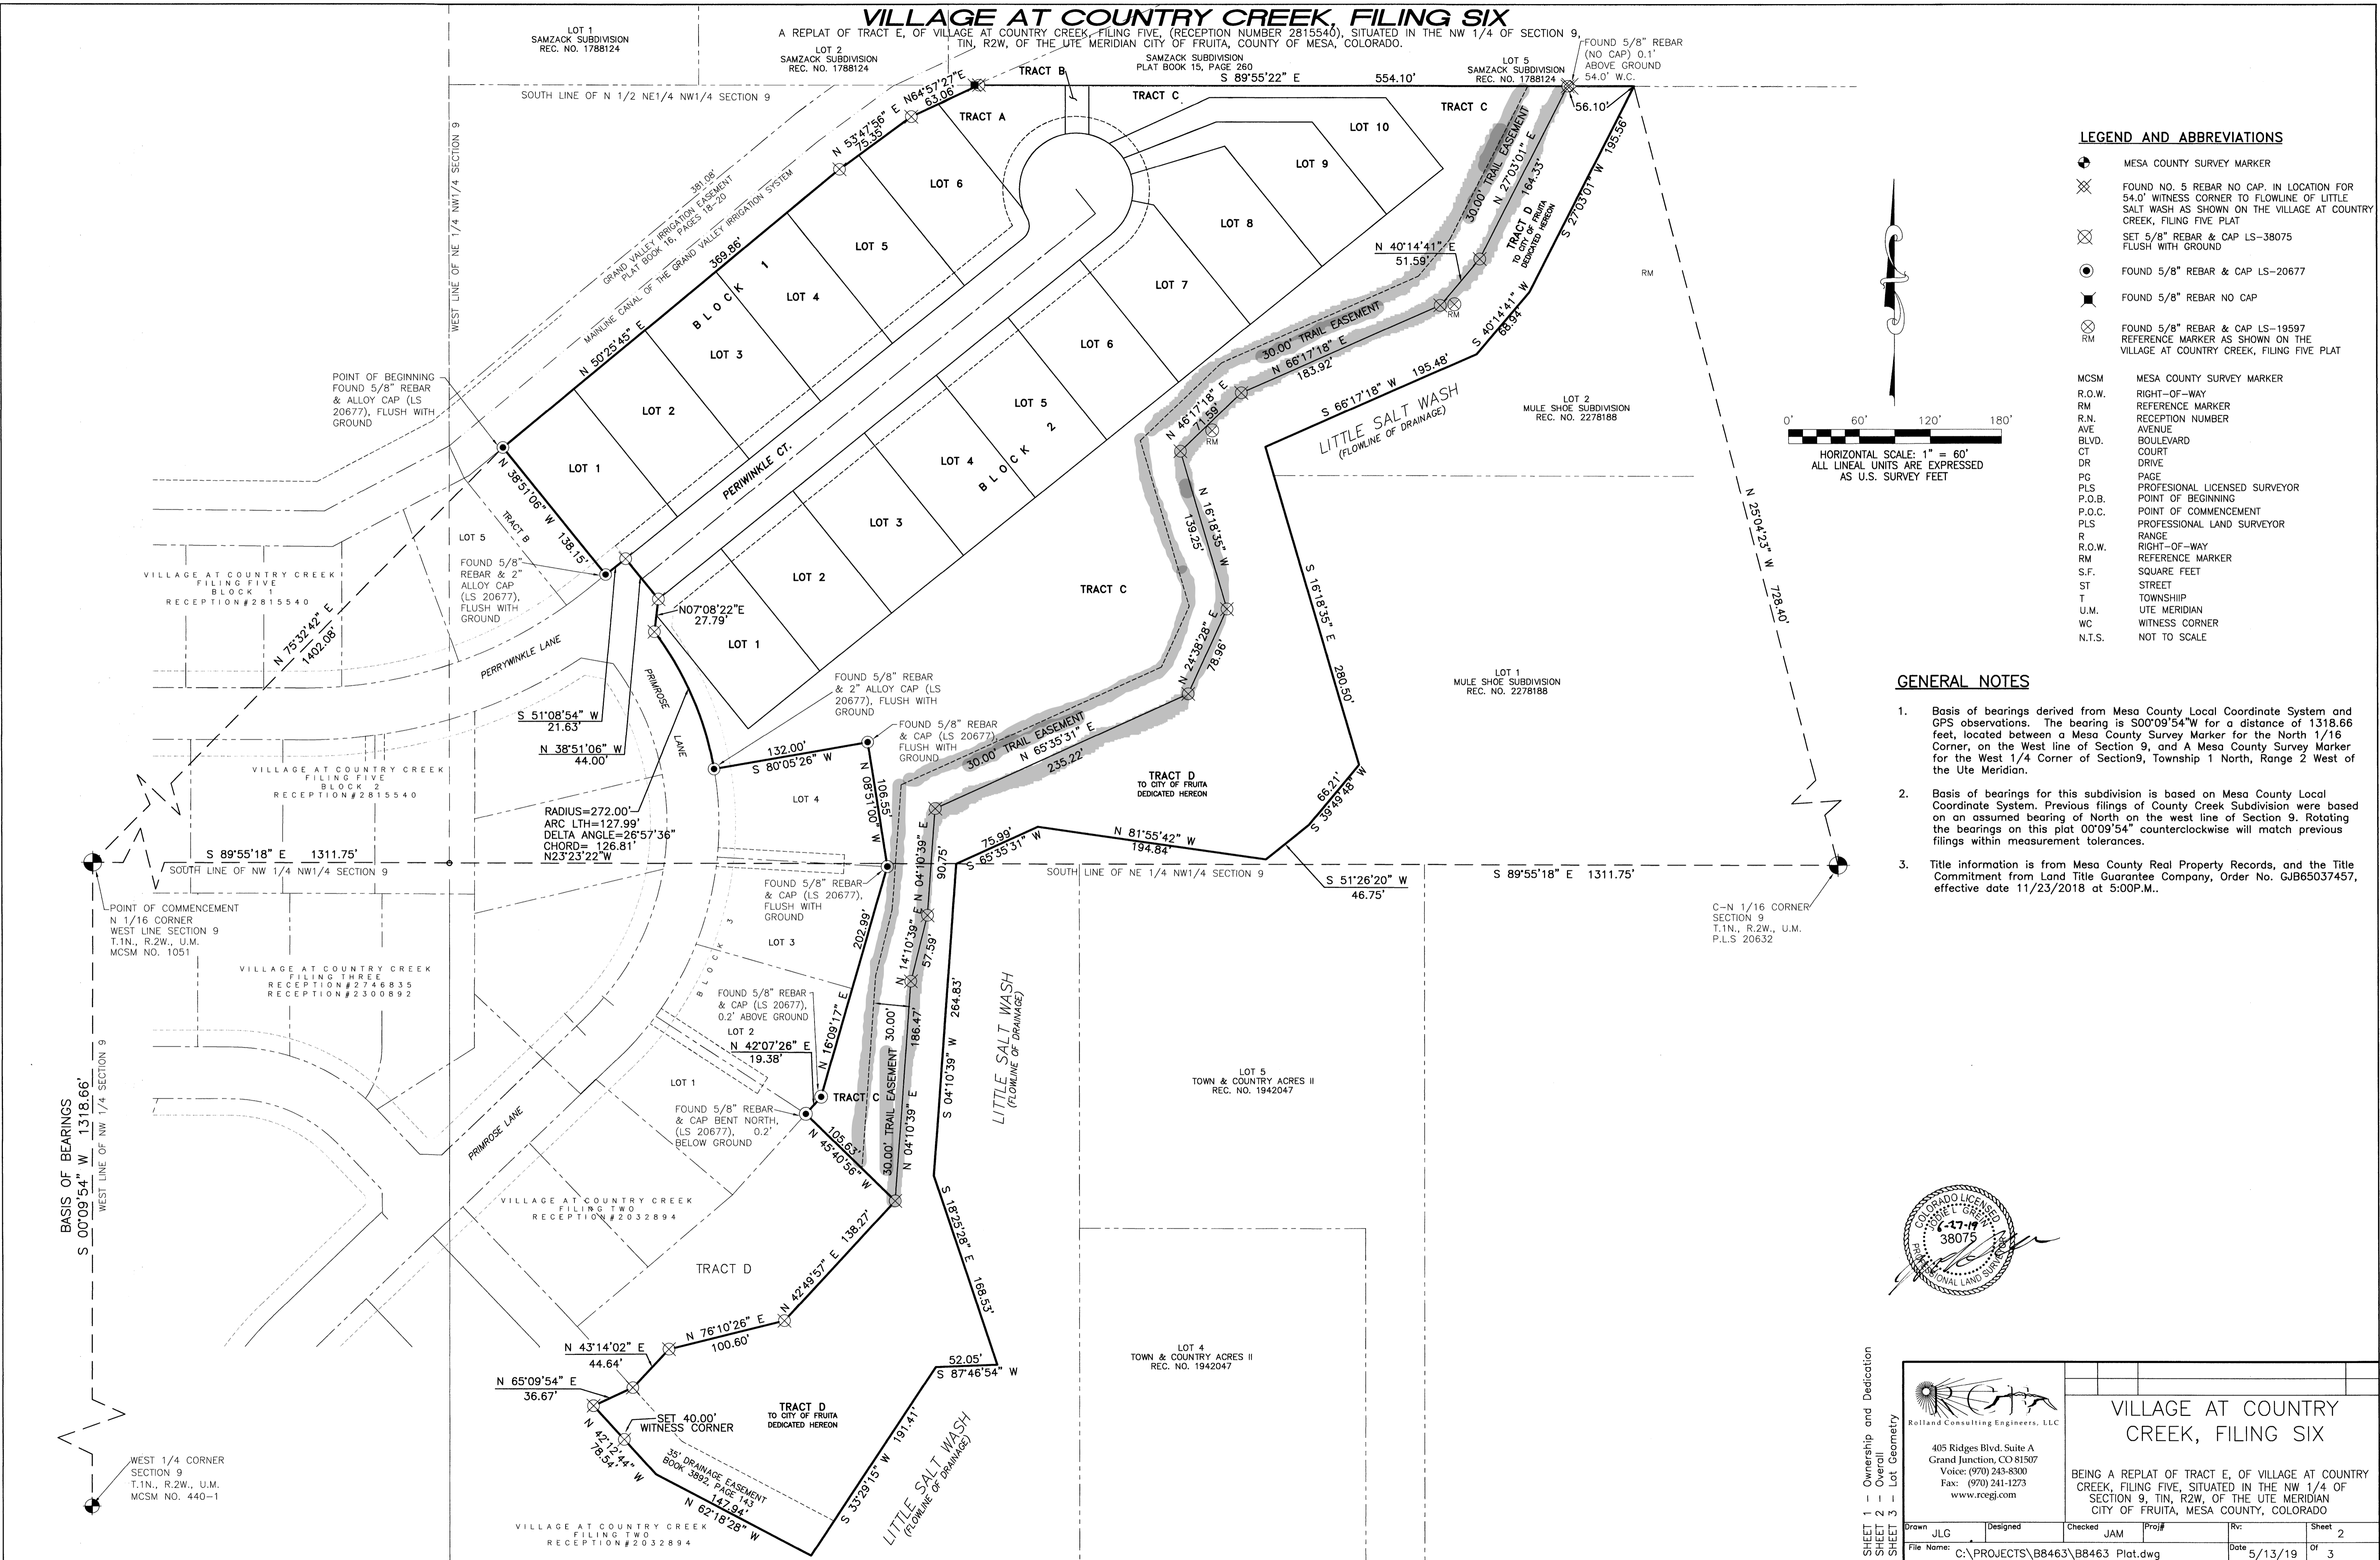 VILLAGE AT COUNTRY CREEK, FILING SIX
A REPLAT OF TRACT E, OF VILLAGE AT COUNTRY CREEK, FILING FIVE, (RECEPTION NUMBER 2815540), SITUATED IN THE NW 1/4 OF SECTION 9,
TIN, R2W, OF THE UTE MERIDIAN CITY OF FRUITA, COUNTY OF MESA, COLORADO.
LOT 1
SAMZACK SUBDIVISION
REC. NO. 1788124
LOT 2
SAMZACK SUBDIVISION
REC. NO. 1788124
SAMZACK SUBDIVISION
PLAT BOOK 15, PAGE 260
LOT 5
SAMZACK SUBDIVISION
REC. NO. 1788124
FOUND 5/8" REBAR
(NO CAP) 0.1'
ABOVE GROUND
54.0' W.C.
SOUTH LINE OF N 1/2 NE1/4 NW1/4 SECTION 9
S 89°55'22" E 554.10'
56.10'
N64°57'27"E
63.06'
N 53°47'56" E
75.35'
TRACT A
TRACT B
TRACT C
TRACT C
WEST LINE OF NE 1/4 NW1/4 SECTION 9
381.08'
GRAND VALLEY IRRIGATION EASEMENT
PLAT BOOK 16, PAGES 18-20
MAINLINE CANAL OF THE GRAND VALLEY IRRIGATION SYSTEM
N 50°25'45" E 369.86'
BLOCK 1
LOT 1
LOT 2
LOT 3
LOT 4
LOT 5
LOT 6
PERIWINKLE CT.
BLOCK 2
LOT 1
LOT 2
LOT 3
LOT 4
LOT 5
LOT 6
LOT 7
LOT 8
LOT 9
LOT 10
30.00' TRAIL EASEMENT
N 27°03'01" E
164.33'
TRACT D
TO CITY OF FRUITA
DEDICATED HEREON
S 27°03'01" W 195.56'
N 40°14'41" E
51.59'
RM
RM
S 40°14'41" W
68.94'
30.00' TRAIL EASEMENT
N 66°17'18" E
183.92'
S 66°17'18" W 195.48'
LITTLE SALT WASH
(FLOWLINE OF DRAINAGE)
N 46°17'18" E
71.59'
RM
LOT 2
MULE SHOE SUBDIVISION
REC. NO. 2278188
N 16°18'35" W
139.25'
S 16°18'35" E 280.50'
N 25°04'23" W 728.40'
TRACT C
N 24°38'28" E
78.96'
LOT 1
MULE SHOE SUBDIVISION
REC. NO. 2278188
POINT OF BEGINNING
FOUND 5/8" REBAR
& ALLOY CAP (LS
20677), FLUSH WITH
GROUND
N 38°51'06" W 138.15'
TRACT B
LOT 5
FOUND 5/8"
REBAR & 2"
ALLOY CAP
(LS 20677),
FLUSH WITH
GROUND
VILLAGE AT COUNTRY CREEK
FILING FIVE
BLOCK 1
RECEPTION#2815540
N 75°32'42" E
1402.08'
PERRYWINKLE LANE
N07°08'22"E
27.79'
PRIMROSE LANE
S 51°08'54" W
21.63'
N 38°51'06" W
44.00'
VILLAGE AT COUNTRY CREEK
FILING FIVE
BLOCK 2
RECEPTION#2815540
RADIUS=272.00'
ARC LTH=127.99'
DELTA ANGLE=26°57'36"
CHORD= 126.81'
N23°23'22"W
FOUND 5/8" REBAR
& 2" ALLOY CAP (LS
20677), FLUSH WITH
GROUND
FOUND 5/8" REBAR
& CAP (LS 20677),
FLUSH WITH
GROUND
132.00'
S 80°05'26" W
N 08°51'00" W
106.55'
LOT 4
30.00' TRAIL EASEMENT
N 65°35'31" E
235.22'
TRACT D
TO CITY OF FRUITA
DEDICATED HEREON
66.21'
S 39°49'48" W
75.99'
S 65°35'31" W
N 81°55'42" W
194.84'
S 51°26'20" W
46.75'
N 04°10'39" E
90.75'
S 89°55'18" E 1311.75'
SOUTH LINE OF NW 1/4 NW1/4 SECTION 9
SOUTH LINE OF NE 1/4 NW1/4 SECTION 9
S 89°55'18" E 1311.75'
FOUND 5/8" REBAR
& CAP (LS 20677),
FLUSH WITH
GROUND
POINT OF COMMENCEMENT
N 1/16 CORNER
WEST LINE SECTION 9
T.1N., R.2W., U.M.
MCSM NO. 1051
C-N 1/16 CORNER
SECTION 9
T.1N., R.2W., U.M.
P.L.S 20632
LOT 3
BLOCK 3
202.99'
N 16°09'17" E
N 14°10'39" E
57.59'
VILLAGE AT COUNTRY CREEK
FILING THREE
RECEPTION#2746835
RECEPTION#2300892
FOUND 5/8" REBAR
& CAP (LS 20677),
0.2' ABOVE GROUND
LOT 2
N 42°07'26" E
19.38'
LOT 1
TRACT C
30.00' TRAIL EASEMENT 30.00'
N 04°10'39" E 186.47'
S 04°10'39" W 264.83'
LITTLE SALT WASH
(FLOWLINE OF DRAINAGE)
LOT 5
TOWN & COUNTRY ACRES II
REC. NO. 1942047
FOUND 5/8" REBAR
& CAP BENT NORTH,
(LS 20677), 0.2'
BELOW GROUND
105.63'
N 45°40'56" W
PRIMROSE LANE
BASIS OF BEARINGS
S 00°09'54" W 1318.66'
WEST LINE OF NW 1/4 SECTION 9
VILLAGE AT COUNTRY CREEK
FILING TWO
RECEPTION#2032894
TRACT D
N 42°49'57" E 138.27'
S 18°25'28" E 168.53'
N 76°10'26" E
100.60'
N 43°14'02" E
44.64'
N 65°09'54" E
36.67'
52.05'
S 87°46'54" W
LOT 4
TOWN & COUNTRY ACRES II
REC. NO. 1942047
SET 40.00'
WITNESS CORNER
TRACT D
TO CITY OF FRUITA
DEDICATED HEREON
N 42°12'44" W
78.54'
35' DRAINAGE EASEMENT
BOOK 3892, PAGE 143
147.94'
N 62°18'28" W
S 33°29'15" W 191.41'
LITTLE SALT WASH
(FLOWLINE OF DRAINAGE)
WEST 1/4 CORNER
SECTION 9
T.1N., R.2W., U.M.
MCSM NO. 440-1
VILLAGE AT COUNTRY CREEK
FILING TWO
RECEPTION#2032894
0' 60' 120' 180'
HORIZONTAL SCALE: 1" = 60'
ALL LINEAL UNITS ARE EXPRESSED
AS U.S. SURVEY FEET
LEGEND AND ABBREVIATIONS
MESA COUNTY SURVEY MARKER
FOUND NO. 5 REBAR NO CAP. IN LOCATION FOR
54.0' WITNESS CORNER TO FLOWLINE OF LITTLE
SALT WASH AS SHOWN ON THE VILLAGE AT COUNTRY
CREEK, FILING FIVE PLAT
SET 5/8" REBAR & CAP LS-38075
FLUSH WITH GROUND
FOUND 5/8" REBAR & CAP LS-20677
FOUND 5/8" REBAR NO CAP
RM
FOUND 5/8" REBAR & CAP LS-19597
REFERENCE MARKER AS SHOWN ON THE
VILLAGE AT COUNTRY CREEK, FILING FIVE PLAT
MCSM MESA COUNTY SURVEY MARKER
R.O.W. RIGHT-OF-WAY
RM REFERENCE MARKER
R.N. RECEPTION NUMBER
AVE AVENUE
BLVD. BOULEVARD
CT COURT
DR DRIVE
PG PAGE
PLS PROFESIONAL LICENSED SURVEYOR
P.O.B. POINT OF BEGINNING
P.O.C. POINT OF COMMENCEMENT
PLS PROFESSIONAL LAND SURVEYOR
R RANGE
R.O.W. RIGHT-OF-WAY
RM REFERENCE MARKER
S.F. SQUARE FEET
ST STREET
T TOWNSHIIP
U.M. UTE MERIDIAN
WC WITNESS CORNER
N.T.S. NOT TO SCALE
GENERAL NOTES
1. Basis of bearings derived from Mesa County Local Coordinate System and
GPS observations. The bearing is S00°09'54"W for a distance of 1318.66
feet, located between a Mesa County Survey Marker for the North 1/16
Corner, on the West line of Section 9, and A Mesa County Survey Marker
for the West 1/4 Corner of Section9, Township 1 North, Range 2 West of
the Ute Meridian.
2. Basis of bearings for this subdivision is based on Mesa County Local
Coordinate System. Previous filings of County Creek Subdivision were based
on an assumed bearing of North on the west line of Section 9. Rotating
the bearings on this plat 00°09'54" counterclockwise will match previous
filings within measurement tolerances.
3. Title information is from Mesa County Real Property Records, and the Title
Commitment from Land Title Guarantee Company, Order No. GJB65037457,
effective date 11/23/2018 at 5:00P.M..
COLORADO LICENSED
JODIE L. GREIN
6-27-19
38075
PROFESSIONAL LAND SURVEYOR
SHEET 1 - Ownership and Dedication
SHEET 2 - Overall
SHEET 3 - Lot Geometry
RCE
Rolland Consulting Engineers, LLC
405 Ridges Blvd. Suite A
Grand Junction, CO 81507
Voice: (970) 243-8300
Fax: (970) 241-1273
www.rcegj.com
VILLAGE AT COUNTRY
CREEK, FILING SIX
BEING A REPLAT OF TRACT E, OF VILLAGE AT COUNTRY
CREEK, FILING FIVE, SITUATED IN THE NW 1/4 OF
SECTION 9, TIN, R2W, OF THE UTE MERIDIAN
CITY OF FRUITA, MESA COUNTY, COLORADO
Drawn JLG Designed Checked JAM Proj# Rv: Sheet 2
File Name: C:\PROJECTS\B8463\B8463 Plat.dwg Date 5/13/19 Of 3